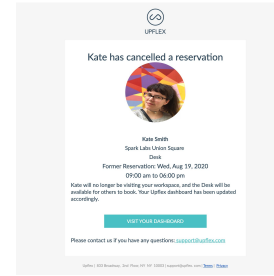 UPFLEX
Kate has cancelled a reservation
Kate Smith
Spark Labs Union Square
Desk
Former Reservation: Wed, Aug 19, 2020
09:00 am to 06:00 pm
Kate will no longer be visiting your workspace, and the Desk will be
available for others to book. Your Upflex dashboard has been updated
accordingly.
VISIT YOUR DASHBOARD
Please contact us if you have any questions: support@upflex.com